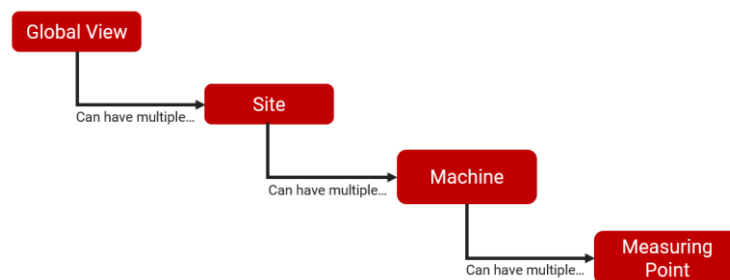 Global View
Can have multiple…
Site
Can have multiple…
Machine
Can have multiple…
Measuring
Point